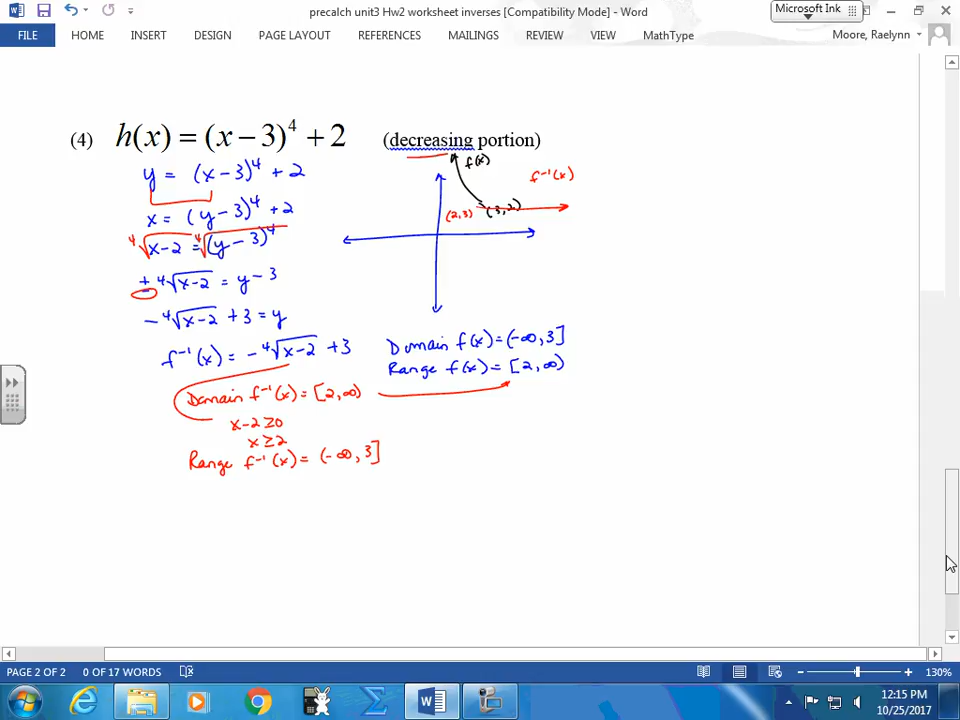 precalch unit3 Hw2 worksheet inverses [Compatibility Mode] - Word
Microsoft Ink
FILE HOME INSERT DESIGN PAGE LAYOUT REFERENCES MAILINGS REVIEW VIEW MathType Moore, Raelynn
(4) h(x) = (x − 3)⁴ + 2 (decreasing portion)
y = (x − 3)⁴ + 2
x = (y − 3)⁴ + 2
⁴√x−2 = ⁴√(y − 3)⁴
± ⁴√x−2 = y − 3
− ⁴√x−2 + 3 = y
f⁻¹(x) = − ⁴√x−2 + 3
f(x)
f⁻¹(x)
(2,3) (3,2)
Domain f(x) = (−∞, 3]
Range f(x) = [2, ∞)
Domain f⁻¹(x) = [2, ∞)
x − 2 ≥ 0
x ≥ 2
Range f⁻¹(x) = (−∞, 3]
PAGE 2 OF 2 0 OF 17 WORDS 130%
12:15 PM
10/25/2017